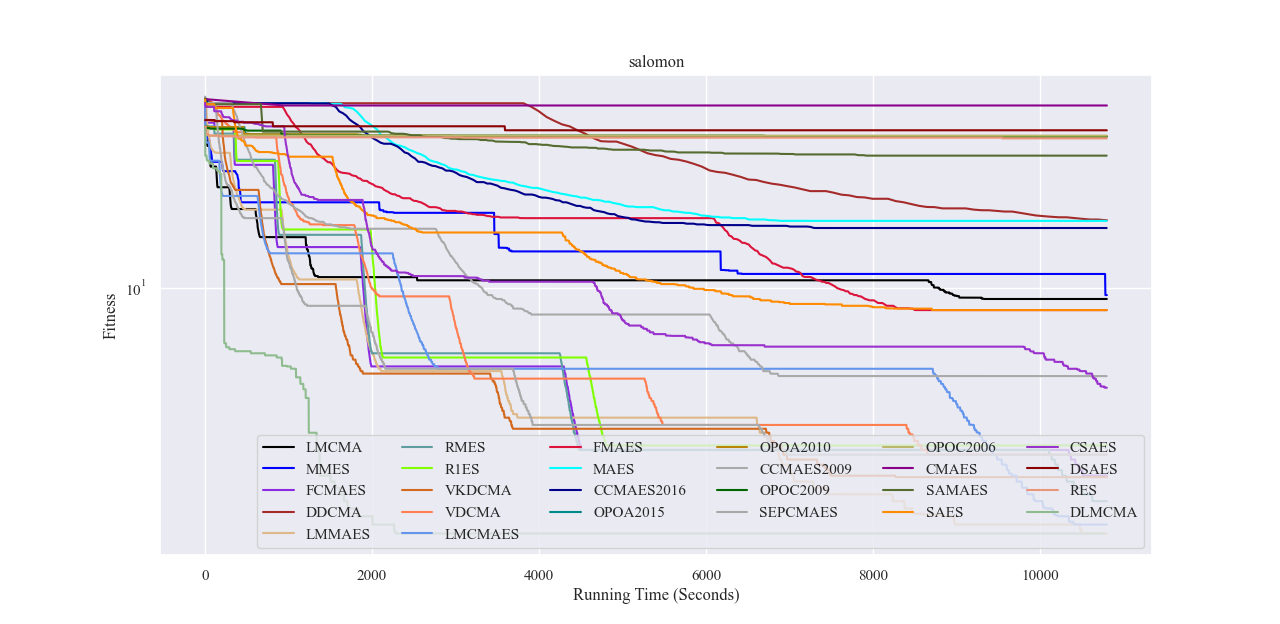 salomon
Fitness
10^1
LMCMA RMES FMAES OPOA2010 OPOC2006 CSAES
MMES R1ES MAES CCMAES2009 CMAES DSAES
FCMAES VKDCMA CCMAES2016 OPOC2009 SAMAES RES
DDCMA VDCMA OPOA2015 SEPCMAES SAES DLMCMA
LMMAES LMCMAES
0 2000 4000 6000 8000 10000
Running Time (Seconds)